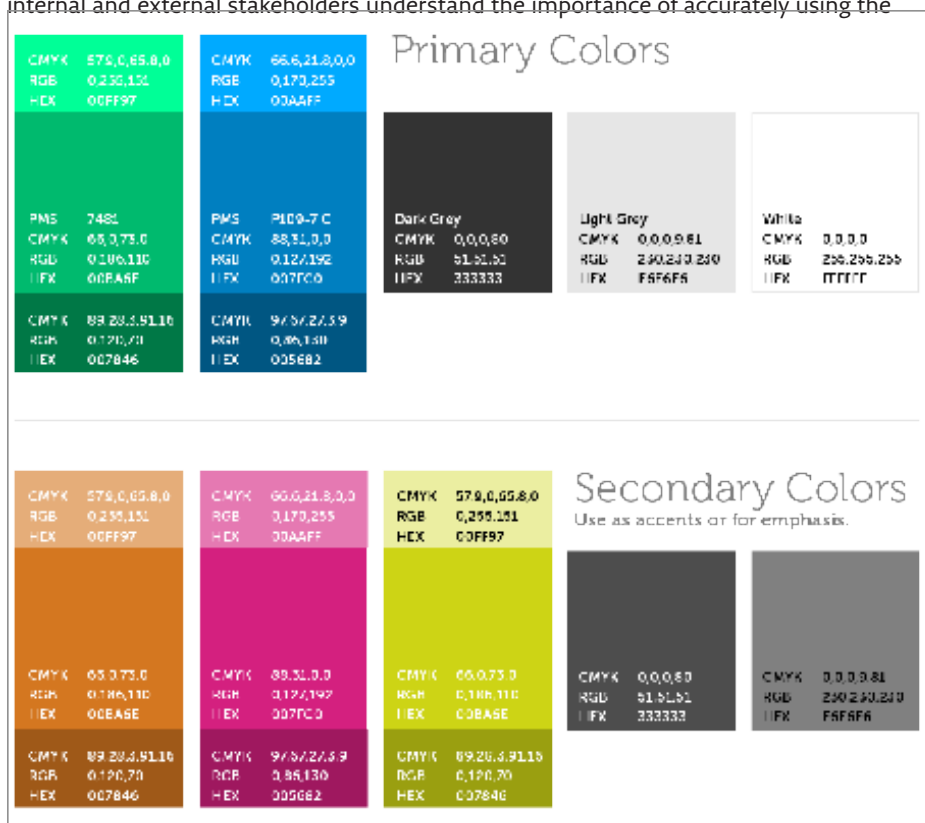 internal and external stakeholders understand the importance of accurately using the
Primary Colors
CMYK 57.9,0,65.8,0
RGB 0,255,151
HEX 00FF97
PMS 7481
CMYK 66,0,73,0
RGB 0,186,110
HEX 00BA6E
CMYK 89.28.3.91.16
RGB 0,120,70
HEX 007846
CMYK 66.6,21.8,0,0
RGB 0,170,255
HEX 00AAFF
PMS P109-7 C
CMYK 88,31,0,0
RGB 0,127,192
HEX 007FC0
CMYK 97.67.27.3.9
RGB 0,86,130
HEX 005682
Dark Grey
CMYK 0,0,0,80
RGB 51.51.51
HEX 333333
Light Grey
CMYK 0,0,0,9.81
RGB 230.230.230
HEX E6E6E6
White
CMYK 0,0,0,0
RGB 255.255.255
HEX FFFFFF
Secondary Colors
Use as accents or for emphasis.
CMYK 57.9,0,65.8,0
RGB 0,255,151
HEX 00FF97
CMYK 66,0,73,0
RGB 0,186,110
HEX 00BA6E
CMYK 89.28.3.91.16
RGB 0,120,70
HEX 007846
CMYK 66.6,21.8,0,0
RGB 0,170,255
HEX 00AAFF
CMYK 88,31,0,0
RGB 0,127,192
HEX 007FC0
CMYK 97.67.27.3.9
RGB 0,86,130
HEX 005682
CMYK 57.9,0,65.8,0
RGB 0,255,151
HEX 00FF97
CMYK 66,0,73,0
RGB 0,186,110
HEX 00BA6E
CMYK 89.28.3.91.16
RGB 0,120,70
HEX 007846
CMYK 0,0,0,80
RGB 51.51.51
HEX 333333
CMYK 0,0,0,9.81
RGB 230.230.230
HEX E6E6E6